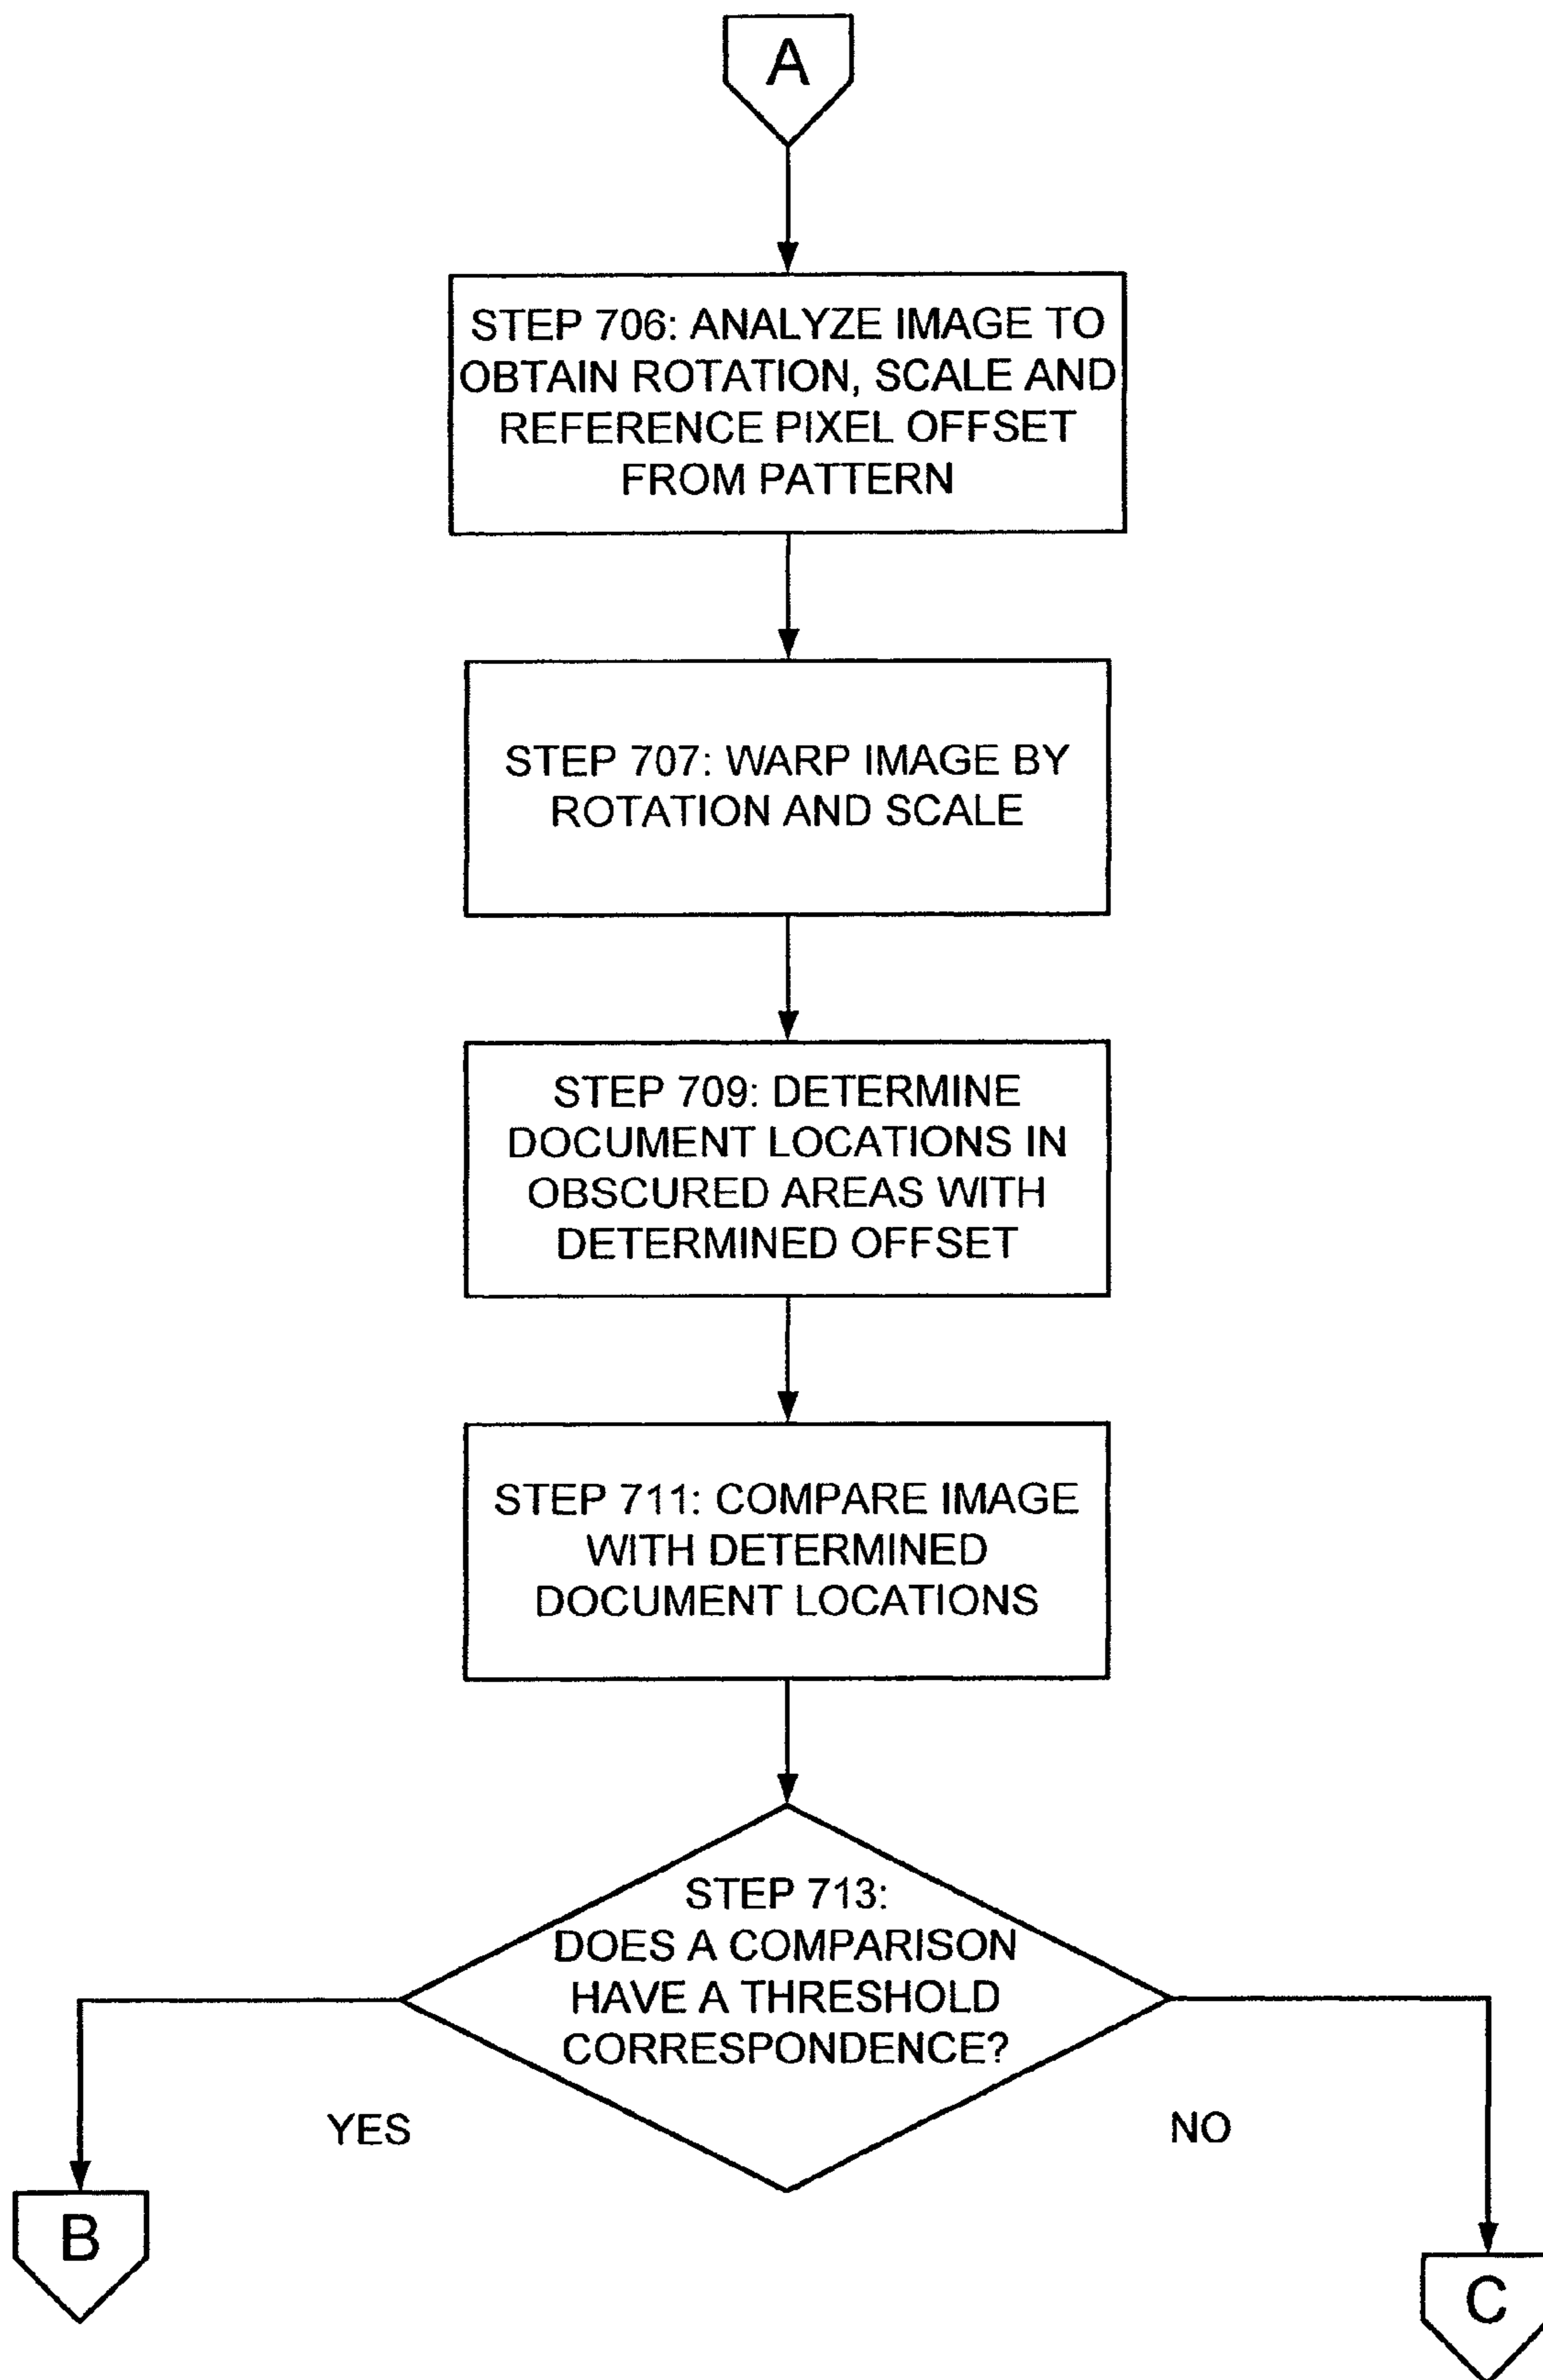 A
STEP 706: ANALYZE IMAGE TO
OBTAIN ROTATION, SCALE AND
REFERENCE PIXEL OFFSET
FROM PATTERN
STEP 707: WARP IMAGE BY
ROTATION AND SCALE
STEP 709: DETERMINE
DOCUMENT LOCATIONS IN
OBSCURED AREAS WITH
DETERMINED OFFSET
STEP 711: COMPARE IMAGE
WITH DETERMINED
DOCUMENT LOCATIONS
STEP 713:
DOES A COMPARISON
HAVE A THRESHOLD
CORRESPONDENCE?
YES
NO
B
C